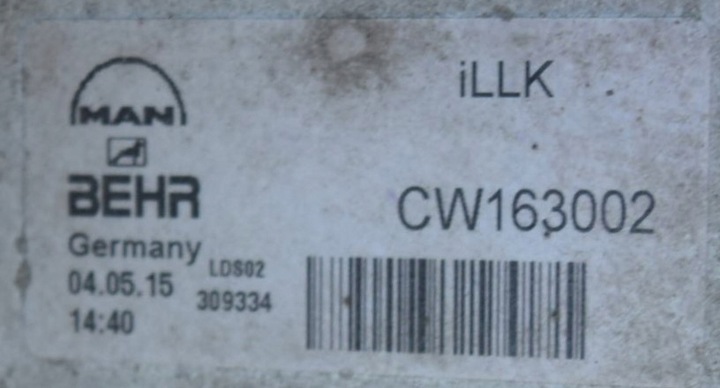 MAN
iLLK
BEHR
CW163002
Germany
LDS02
04.05.15
309334
14:40